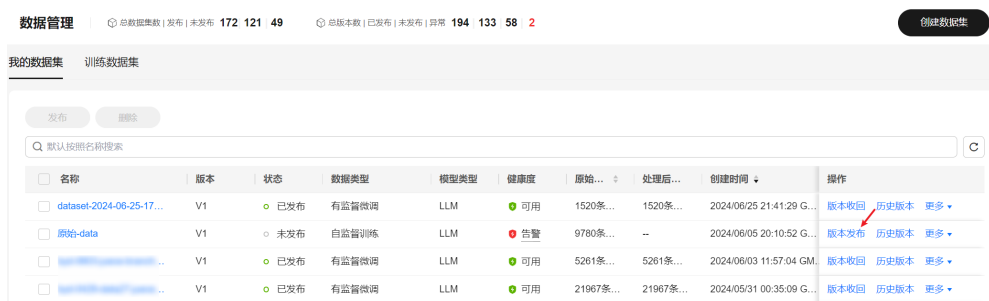 数据管理 总数据集数 | 发布 | 未发布 172 | 121 | 49 总版本数 | 已发布 | 未发布 | 异常 194 | 133 | 58 | 2 创建数据集
我的数据集 训练数据集
发布 删除
默认按照名称搜索
名称 版本 状态 数据类型 模型类型 健康度 原始... 处理后... 创建时间 操作
dataset-2024-06-25-17... V1 已发布 有监督微调 LLM 可用 1520条... 1520条... 2024/06/25 21:41:29 G... 版本收回 历史版本 更多
原始-data V1 未发布 自监督训练 LLM 告警 9780条... -- 2024/06/05 20:10:52 G... 版本发布 历史版本 更多
V1 已发布 有监督微调 LLM 可用 5261条... 5261条... 2024/06/03 11:57:04 GM... 版本收回 历史版本 更多
V1 已发布 有监督微调 LLM 可用 21967条... 21967条... 2024/05/31 00:35:09 G... 版本收回 历史版本 更多